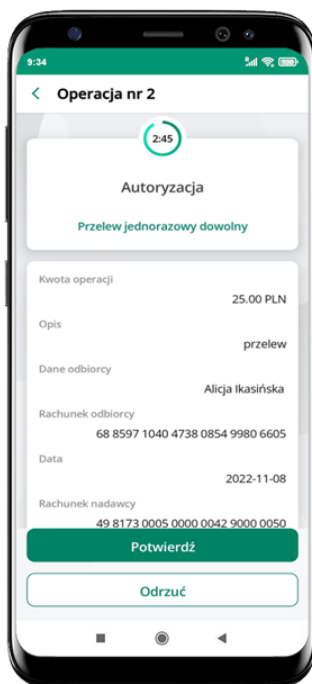 9:34
Operacja nr 2
2:45
Autoryzacja
Przelew jednorazowy dowolny
Kwota operacji
25.00 PLN
Opis
przelew
Dane odbiorcy
Alicja Ikasińska
Rachunek odbiorcy
68 8597 1040 4738 0854 9980 6605
Data
2022-11-08
Rachunek nadawcy
49 8173 0005 0000 0042 9000 0050
Potwierdź
Odrzuć